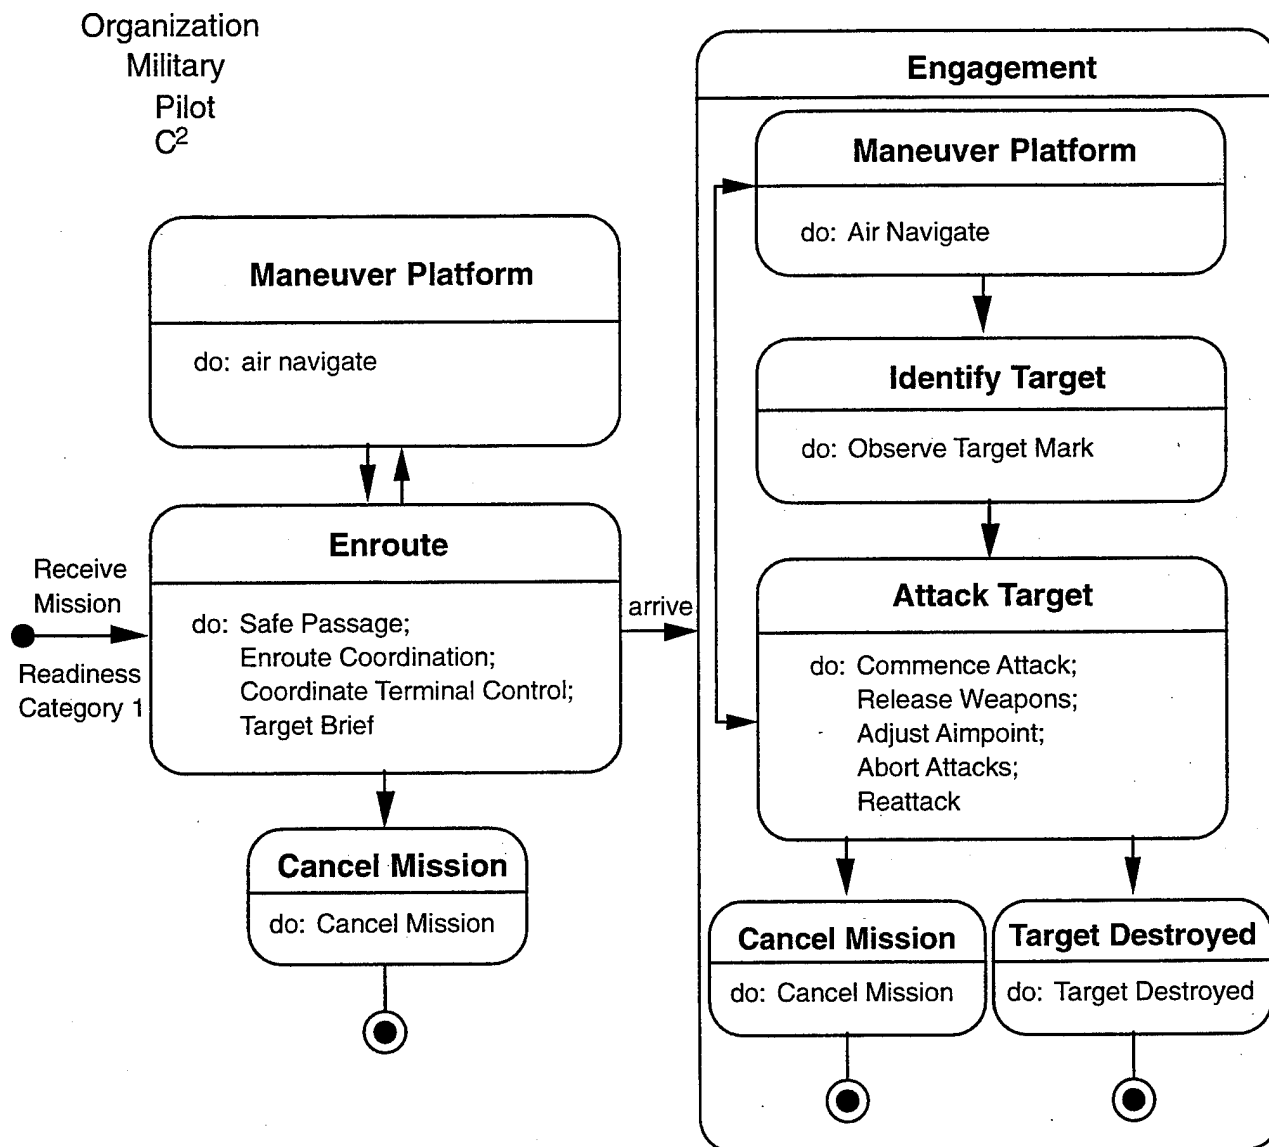 Organization
Military
Pilot
C²
Maneuver Platform
do: air navigate
Receive
Mission
Readiness
Category 1
Enroute
do: Safe Passage;
Enroute Coordination;
Coordinate Terminal Control;
Target Brief
arrive
Cancel Mission
do: Cancel Mission
Engagement
Maneuver Platform
do: Air Navigate
Identify Target
do: Observe Target Mark
Attack Target
do: Commence Attack;
Release Weapons;
Adjust Aimpoint;
Abort Attacks;
Reattack
Cancel Mission
do: Cancel Mission
Target Destroyed
do: Target Destroyed